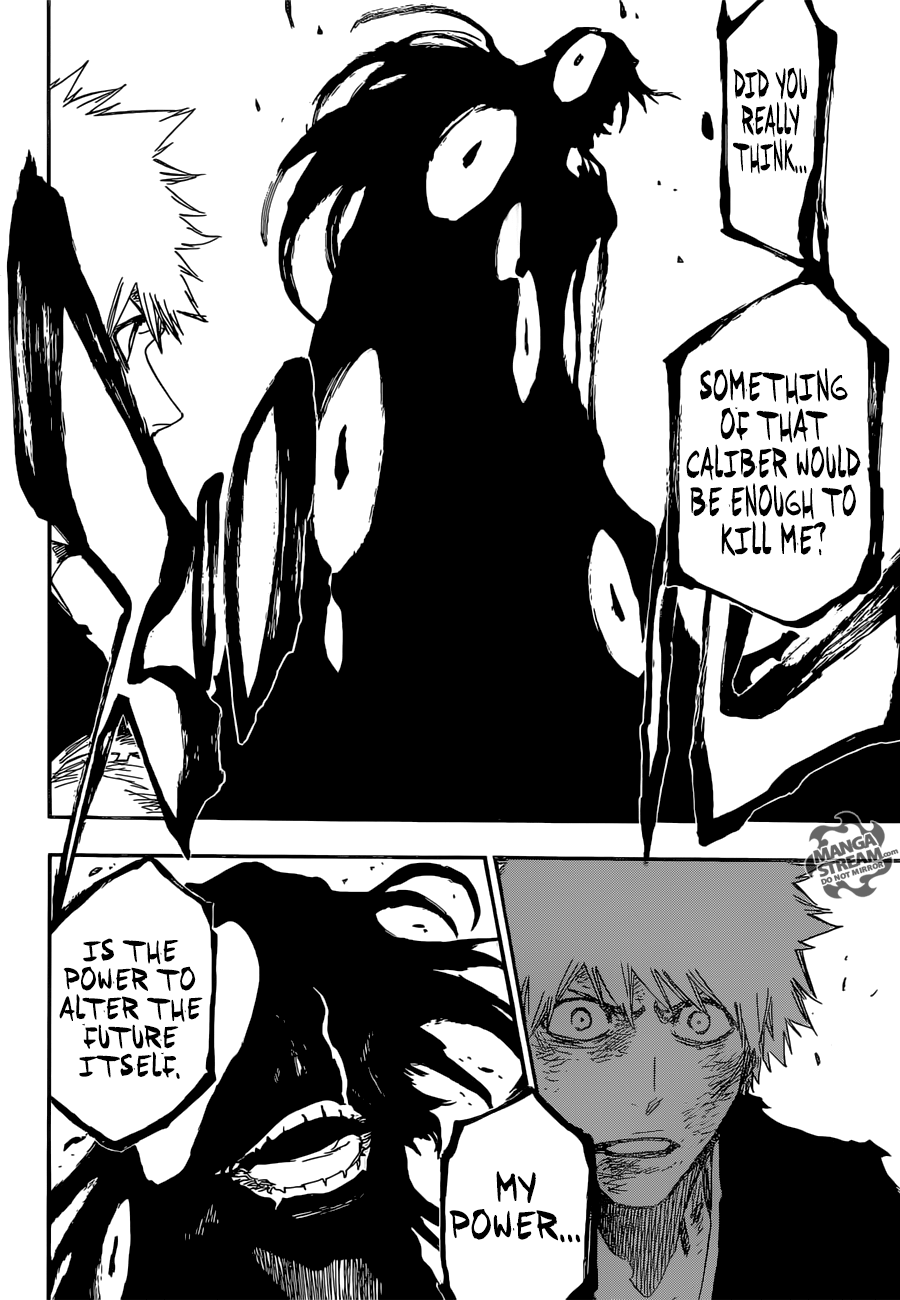 DID YOU
REALLY
THINK...
SOMETHING
OF THAT
CALIBER WOULD
BE ENOUGH TO
KILL ME?
MANGA
STREAM.com
DO NOT MIRROR
MY
POWER...
IS THE
POWER TO
ALTER THE
FUTURE
ITSELF.